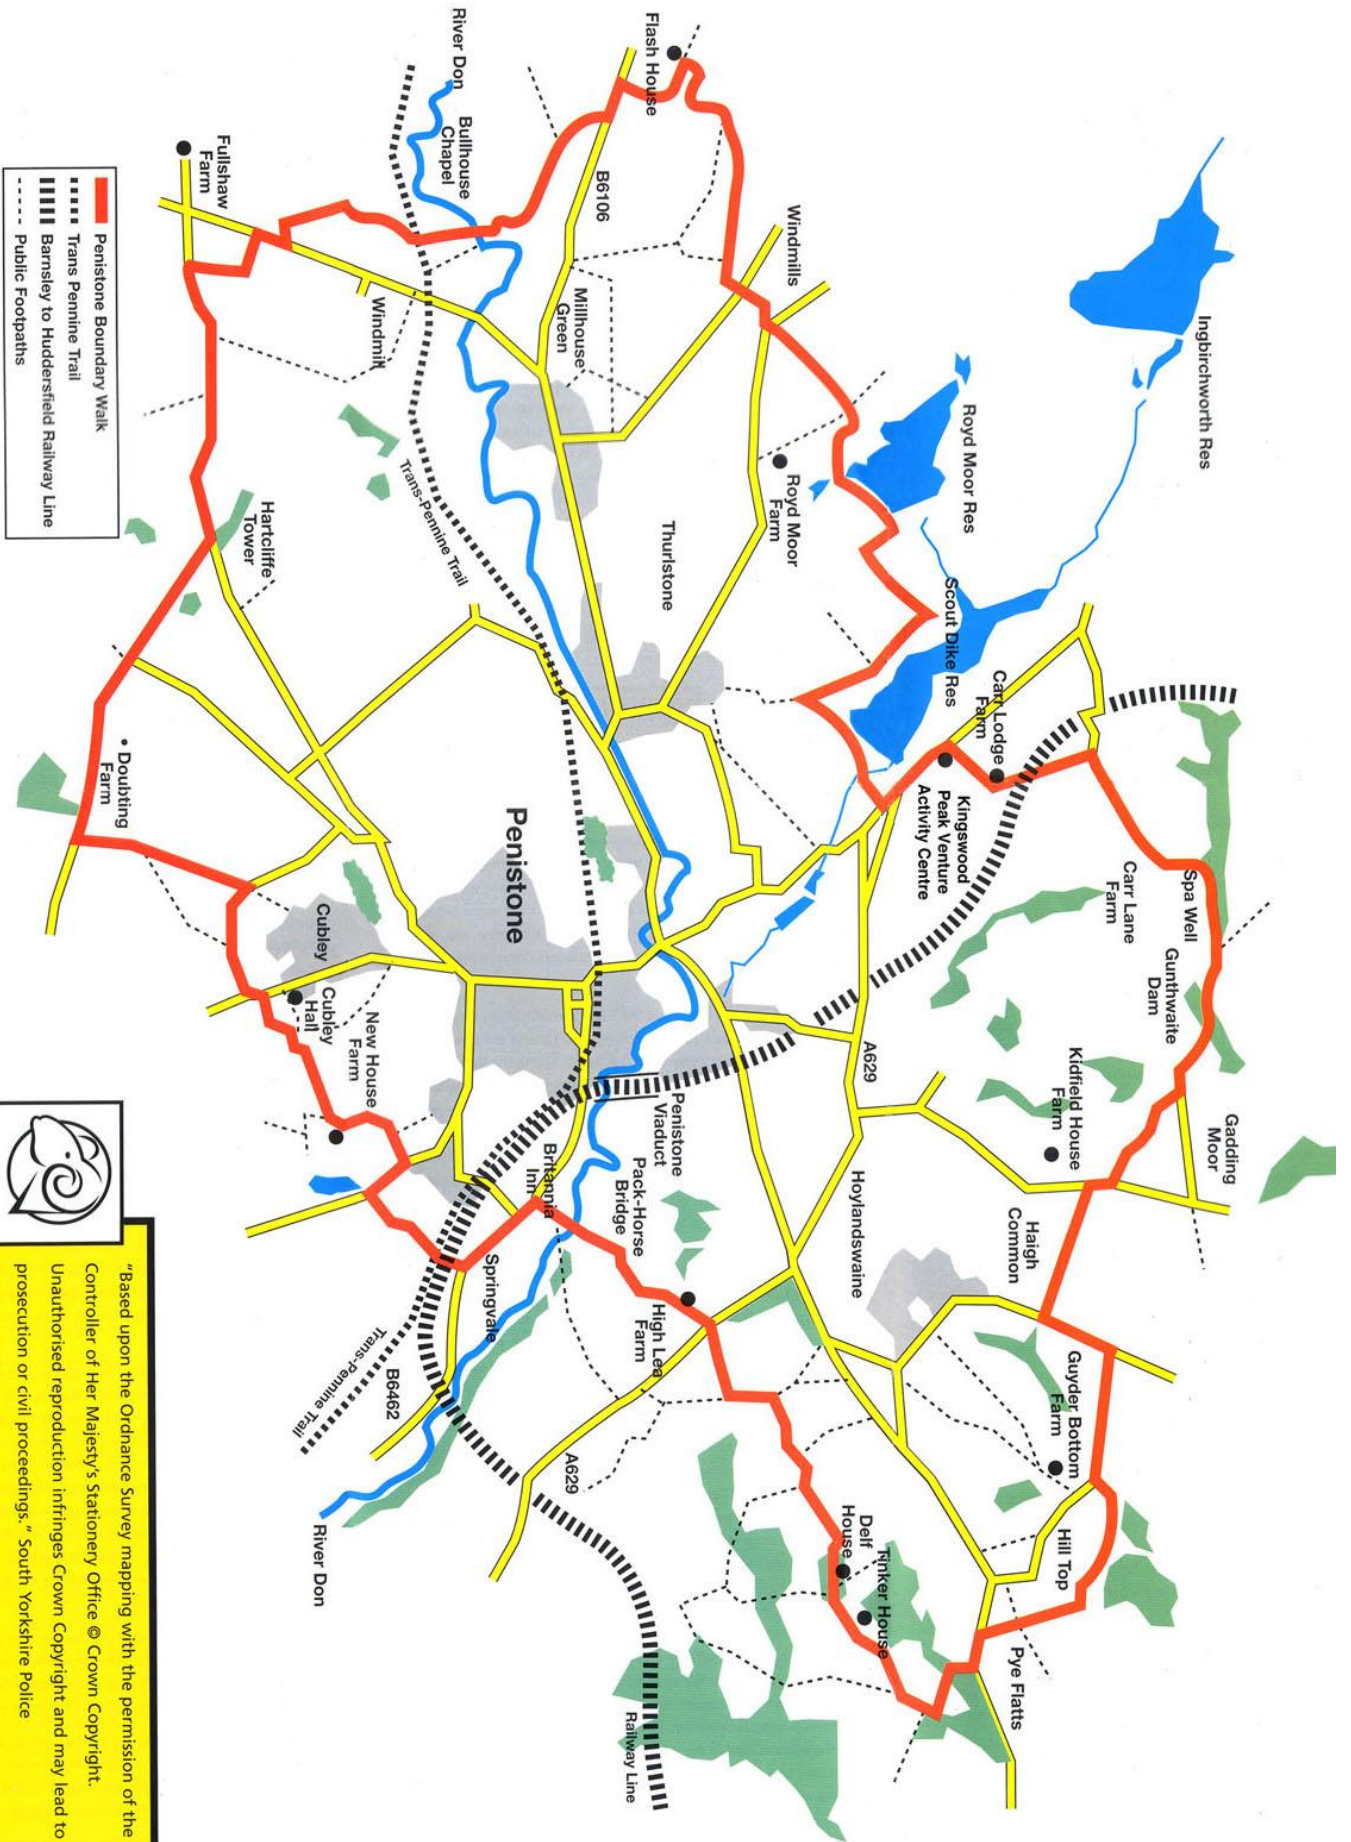 Ingbirchworth Res
Gadding
Moor
Spa Well
Gunthwaite
Dam
Carr Lane
Farm
Kidfield House
Farm
Haigh
Common
Guyder Bottom
Farm
Hill Top
Pye Flatts
Royd Moor Res
Scout Dike Res
Carr Lodge
Farm
Kingswood
Peak Venture
Activity Centre
A629
Hoylandswaine
Delf
House
Tinker House
Windmills
Royd Moor
Farm
Flash House
B6106
Millhouse
Green
Thurlstone
Penistone
Viaduct
Pack-Horse
Bridge
High Lea
Farm
A629
Railway Line
River Don
Bullhouse
Chapel
Windmill
Trans-Pennine Trail
Penistone
Britannia
Inn
Springvale
B6462
Trans-Pennine Trail
River Don
Fullshaw
Farm
Hartcliffe
Tower
Doubting
Farm
Cubley
Cubley
Hall
New House
Farm
Penistone Boundary Walk
Trans Pennine Trail
Barnsley to Huddersfield Railway Line
Public Footpaths
"Based upon the Ordnance Survey mapping with the permission of the
Controller of Her Majesty's Stationery Office © Crown Copyright.
Unauthorised reproduction infringes Crown Copyright and may lead to
prosecution or civil proceedings." South Yorkshire Police